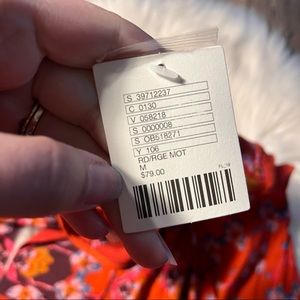 S 39712237
C 0130
V 058218
S 0000008
S OB518271
Y 106
RD/RGE MOT
M
$79.00